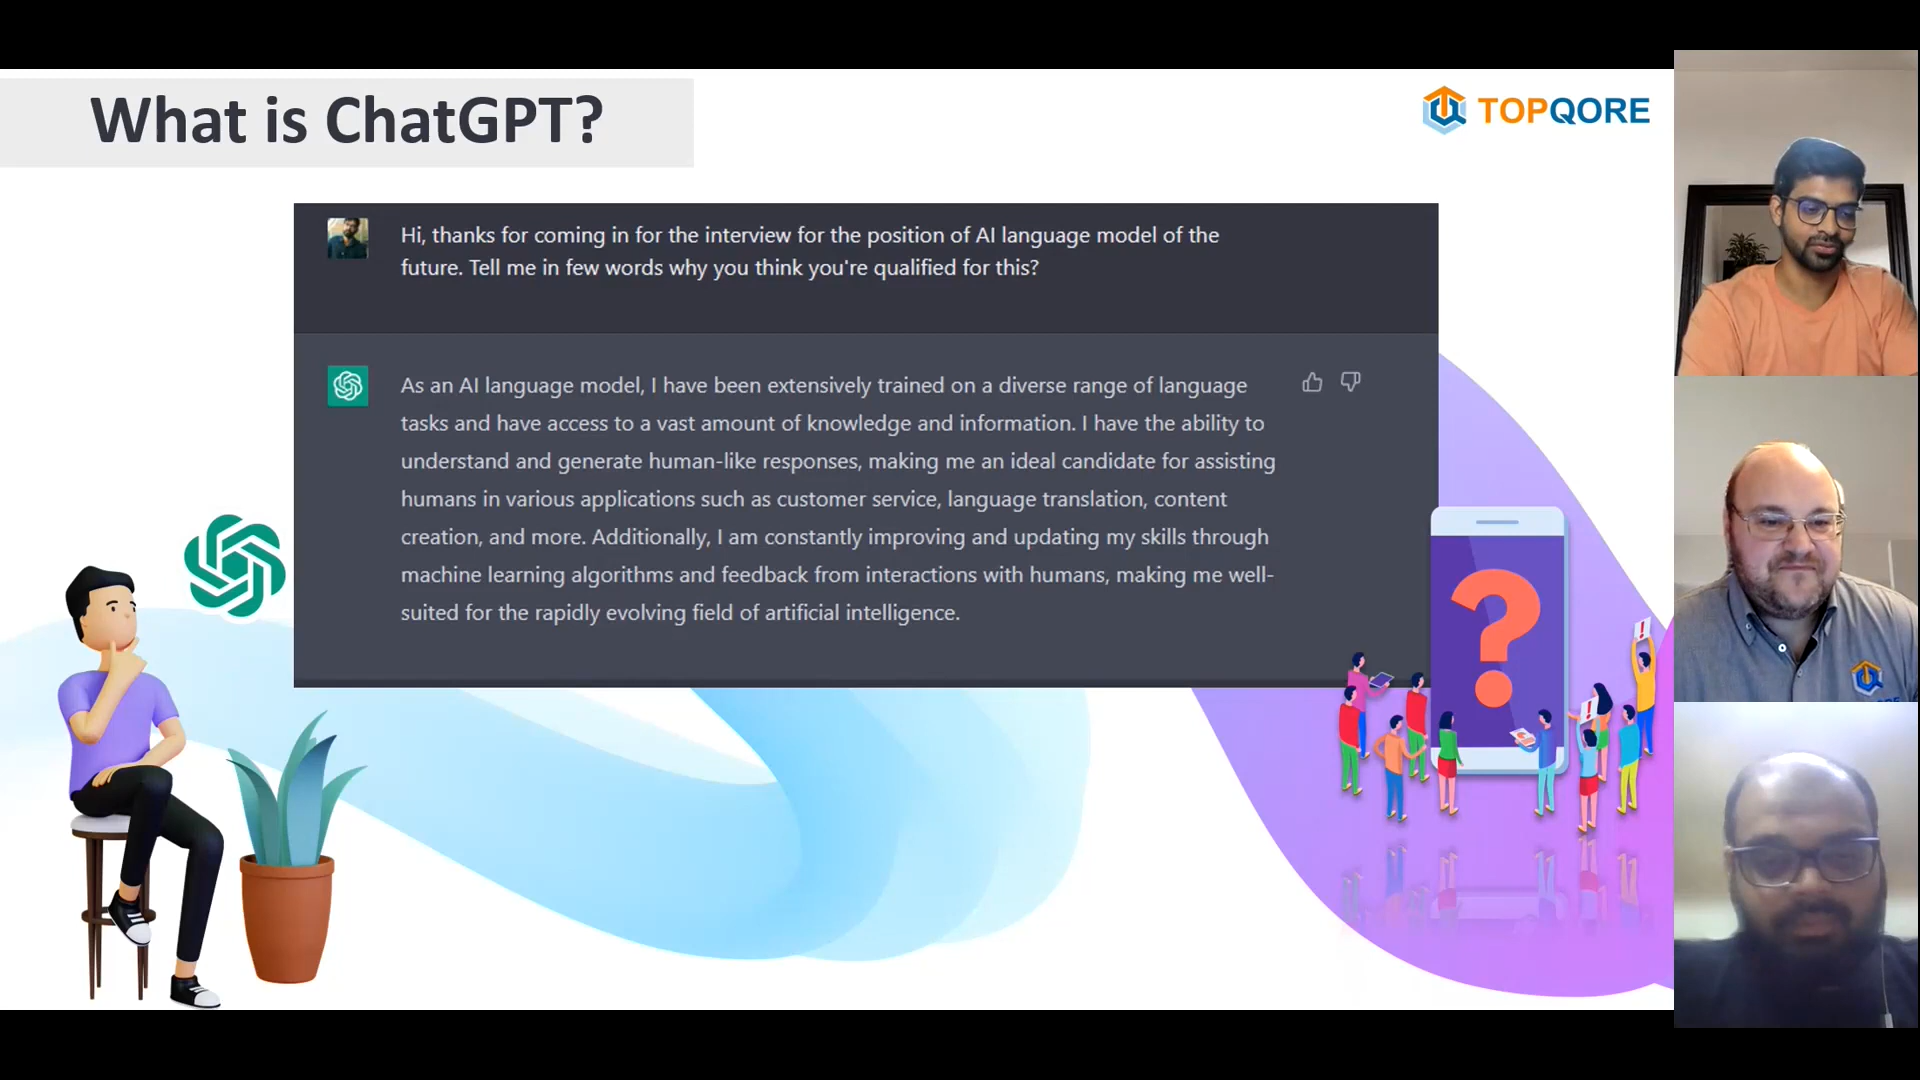 What is ChatGPT?
TOPQORE
Hi, thanks for coming in for the interview for the position of AI language model of the
future. Tell me in few words why you think you're qualified for this?
As an AI language model, I have been extensively trained on a diverse range of language
tasks and have access to a vast amount of knowledge and information. I have the ability to
understand and generate human-like responses, making me an ideal candidate for assisting
humans in various applications such as customer service, language translation, content
creation, and more. Additionally, I am constantly improving and updating my skills through
machine learning algorithms and feedback from interactions with humans, making me well-
suited for the rapidly evolving field of artificial intelligence.
?
!
!